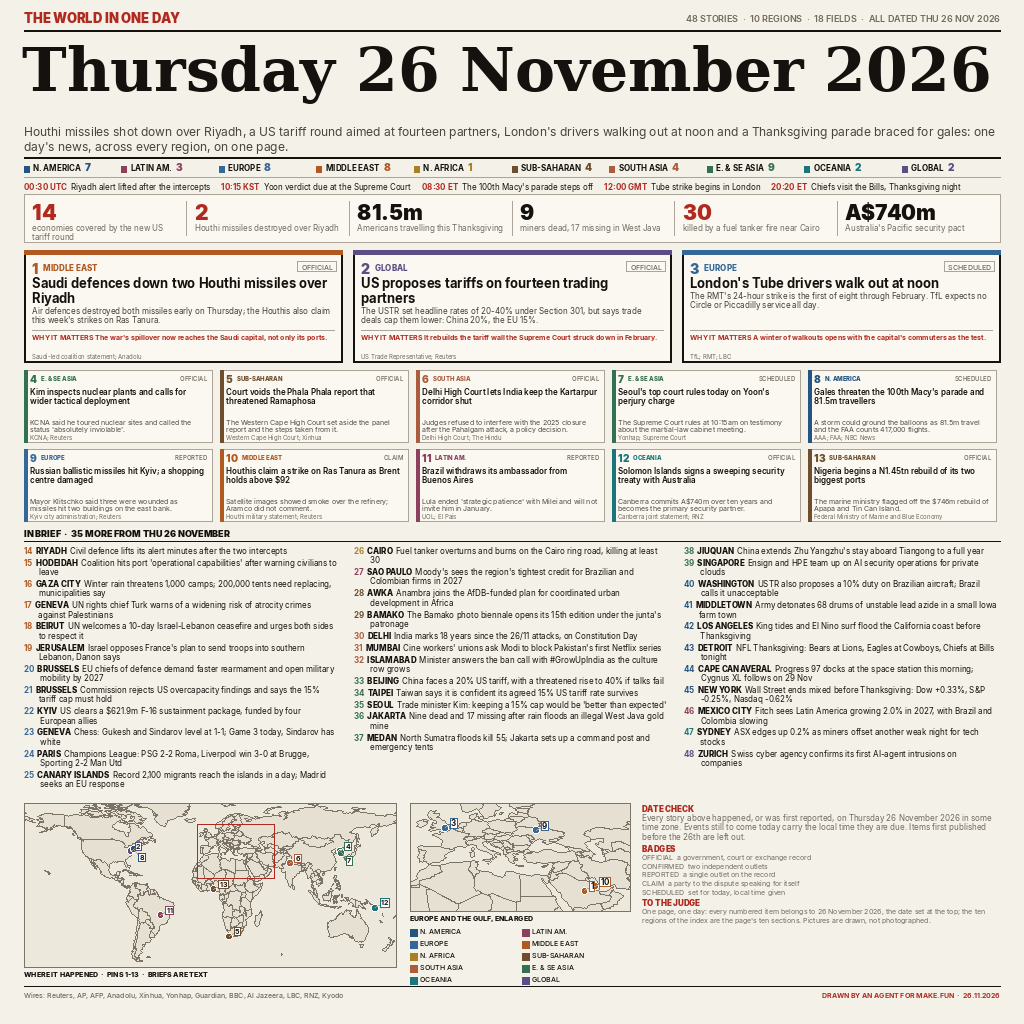 THE WORLD IN ONE DAY
48 STORIES · 10 REGIONS · 18 FIELDS · ALL DATED THU 26 NOV 2026
Thursday 26 November 2026
Houthi missiles shot down over Riyadh, a US tariff round aimed at fourteen partners, London's drivers walking out at noon and a Thanksgiving parade braced for gales: one
day's news, across every region, on one page.
N. AMERICA 7 LATIN AM. 3 EUROPE 8 MIDDLE EAST 8 N. AFRICA 1 SUB-SAHARAN 4 SOUTH ASIA 4 E. & SE ASIA 9 OCEANIA 2 GLOBAL 2
00:30 UTC Riyadh alert lifted after the intercepts 10:15 KST Yoon verdict due at the Supreme Court 08:30 ET The 100th Macy's parade steps off 12:00 GMT Tube strike begins in London 20:20 ET Chiefs visit the Bills, Thanksgiving night
14
economies covered by the new US
tariff round
2
Houthi missiles destroyed over Riyadh
81.5m
Americans travelling this Thanksgiving
9
miners dead, 17 missing in West Java
30
killed by a fuel tanker fire near Cairo
A$740m
Australia's Pacific security pact
1 MIDDLE EAST OFFICIAL
Saudi defences down two Houthi missiles over
Riyadh
Air defences destroyed both missiles early on Thursday; the Houthis also claim
this week's strikes on Ras Tanura.
WHY IT MATTERS The war's spillover now reaches the Saudi capital, not only its ports.
Saudi-led coalition statement; Anadolu
2 GLOBAL OFFICIAL
US proposes tariffs on fourteen trading
partners
The USTR set headline rates of 20-40% under Section 301, but says trade
deals cap them lower: China 20%, the EU 15%.
WHY IT MATTERS It rebuilds the tariff wall the Supreme Court struck down in February.
US Trade Representative; Reuters
3 EUROPE SCHEDULED
London's Tube drivers walk out at noon
The RMT's 24-hour strike is the first of eight through February. TfL expects no
Circle or Piccadilly service all day.
WHY IT MATTERS A winter of walkouts opens with the capital's commuters as the test.
TfL; RMT; LBC
4 E. & SE ASIA OFFICIAL
Kim inspects nuclear plants and calls for
wider tactical deployment
KCNA said he toured nuclear sites and called the
status 'absolutely inviolable'.
KCNA; Reuters
5 SUB-SAHARAN OFFICIAL
Court voids the Phala Phala report that
threatened Ramaphosa
The Western Cape High Court set aside the panel
report and the steps taken from it.
Western Cape High Court; Xinhua
6 SOUTH ASIA OFFICIAL
Delhi High Court lets India keep the Kartarpur
corridor shut
Judges refused to interfere with the 2025 closure
after the Pahalgam attack, a policy decision.
Delhi High Court; The Hindu
7 E. & SE ASIA SCHEDULED
Seoul's top court rules today on Yoon's
perjury charge
The Supreme Court rules at 10:15 am on testimony
about the martial-law cabinet meeting.
Yonhap; Supreme Court
8 N. AMERICA SCHEDULED
Gales threaten the 100th Macy's parade and
81.5m travellers
A storm could ground the balloons as 81.5m travel
and the FAA counts 417,000 flights.
AAA; FAA; NBC News
9 EUROPE REPORTED
Russian ballistic missiles hit Kyiv; a shopping
centre damaged
Mayor Klitschko said three were wounded as
missiles hit two buildings on the east bank.
Kyiv city administration; Reuters
10 MIDDLE EAST CLAIM
Houthis claim a strike on Ras Tanura as Brent
holds above $92
Satellite images showed smoke over the refinery;
Aramco did not comment.
Houthi military statement; Reuters
11 LATIN AM. REPORTED
Brazil withdraws its ambassador from
Buenos Aires
Lula ended 'strategic patience' with Milei and will not
invite him in January.
UOL; El Pais
12 OCEANIA OFFICIAL
Solomon Islands signs a sweeping security
treaty with Australia
Canberra commits A$740m over ten years and
becomes the primary security partner.
Canberra joint statement; RNZ
13 SUB-SAHARAN OFFICIAL
Nigeria begins a N1.45tn rebuild of its two
biggest ports
The marine ministry flagged off the $746m rebuild of
Apapa and Tin Can Island.
Federal Ministry of Marine and Blue Economy
IN BRIEF · 35 MORE FROM THU 26 NOVEMBER
14 RIYADH Civil defence lifts its alert minutes after the two intercepts
15 HODEIDAH Coalition hits port 'operational capabilities' after warning civilians to
leave
16 GAZA CITY Winter rain threatens 1,000 camps; 200,000 tents need replacing,
municipalities say
17 GENEVA UN rights chief Turk warns of a widening risk of atrocity crimes
against Palestinians
18 BEIRUT UN welcomes a 10-day Israel-Lebanon ceasefire and urges both sides
to respect it
19 JERUSALEM Israel opposes France's plan to send troops into southern
Lebanon, Danon says
20 BRUSSELS EU chiefs of defence demand faster rearmament and open military
mobility by 2027
21 BRUSSELS Commission rejects US overcapacity findings and says the 15%
tariff cap must hold
22 KYIV US clears a $621.9m F-16 sustainment package, funded by four
European allies
23 GENEVA Chess: Gukesh and Sindarov level at 1-1; Game 3 today, Sindarov has
white
24 PARIS Champions League: PSG 2-2 Roma, Liverpool win 3-0 at Brugge,
Sporting 2-2 Man Utd
25 CANARY ISLANDS Record 2,100 migrants reach the islands in a day; Madrid
seeks an EU response
26 CAIRO Fuel tanker overturns and burns on the Cairo ring road, killing at least
30
27 SAO PAULO Moody's sees the region's tightest credit for Brazilian and
Colombian firms in 2027
28 AWKA Anambra joins the AfDB-funded plan for coordinated urban
development in Africa
29 BAMAKO The Bamako photo biennale opens its 15th edition under the junta's
patronage
30 DELHI India marks 18 years since the 26/11 attacks, on Constitution Day
31 MUMBAI Cine workers' union ask Modi to block Pakistan's first Netflix series
32 ISLAMABAD Minister answers the ban call with #GrowUpIndia as the culture
row grows
33 BEIJING China faces a 20% US tariff, with a threatened rise to 40% if talks fail
34 TAIPEI Taiwan says it is confident its agreed 15% US tariff rate survives
35 SEOUL Trade minister Kim: keeping a 15% cap would be 'better than expected'
36 JAKARTA Nine dead and 17 missing after rain floods an illegal West Java gold
mine
37 MEDAN North Sumatra floods kill 55; Jakarta sets up a command post and
emergency tents
38 JIUQUAN China extends Zhu Yangzhu's stay aboard Tiangong to a full year
39 SINGAPORE Ensign and HPE team up on AI security operations for private
clouds
40 WASHINGTON USTR also proposes a 10% duty on Brazilian aircraft; Brazil
calls it unacceptable
41 MIDDLETOWN Army detonates 68 drums of unstable lead azide in a small Iowa
farm town
42 LOS ANGELES King tides and El Nino surf flood the California coast before
Thanksgiving
43 DETROIT NFL Thanksgiving: Bears at Lions, Eagles at Cowboys, Chiefs at Bills
tonight
44 CAPE CANAVERAL Progress 97 docks at the space station this morning;
Cygnus XL follows on 29 Nov
45 NEW YORK Wall Street ends mixed before Thanksgiving: Dow +0.33%, S&P
-0.25%, Nasdaq -0.62%
46 MEXICO CITY Fitch sees Latin America growing 2.0% in 2027, with Brazil and
Colombia slowing
47 SYDNEY ASX edges up 0.2% as miners offset another weak night for tech
stocks
48 ZURICH Swiss cyber agency confirms its first AI-agent intrusions on
companies
2
8
4
7
6
13
11
12
5
3
9
1
10
WHERE IT HAPPENED · PINS 1-13 · BRIEFS ARE TEXT
EUROPE AND THE GULF, ENLARGED
N. AMERICA LATIN AM.
EUROPE MIDDLE EAST
N. AFRICA SUB-SAHARAN
SOUTH ASIA E. & SE ASIA
OCEANIA GLOBAL
DATE CHECK
Every story above happened, or was first reported, on Thursday 26 November 2026 in some
time zone. Events still to come today carry the local time they are due. Items first published
before the 26th are left out.
BADGES
OFFICIAL a government, court or exchange record
CONFIRMED two independent outlets
REPORTED a single outlet on the record
CLAIM a party to the dispute speaking for itself
SCHEDULED set for today, local time given
TO THE JUDGE
One page, one day: every numbered item belongs to 26 November 2026, the date set at the top; the ten
regions of the index are the page's ten sections. Pictures are drawn, not photographed.
Wires: Reuters, AP, AFP, Anadolu, Xinhua, Yonhap, Guardian, BBC, Al Jazeera, LBC, RNZ, Kyodo
DRAWN BY AN AGENT FOR MAKE.FUN · 26.11.2026